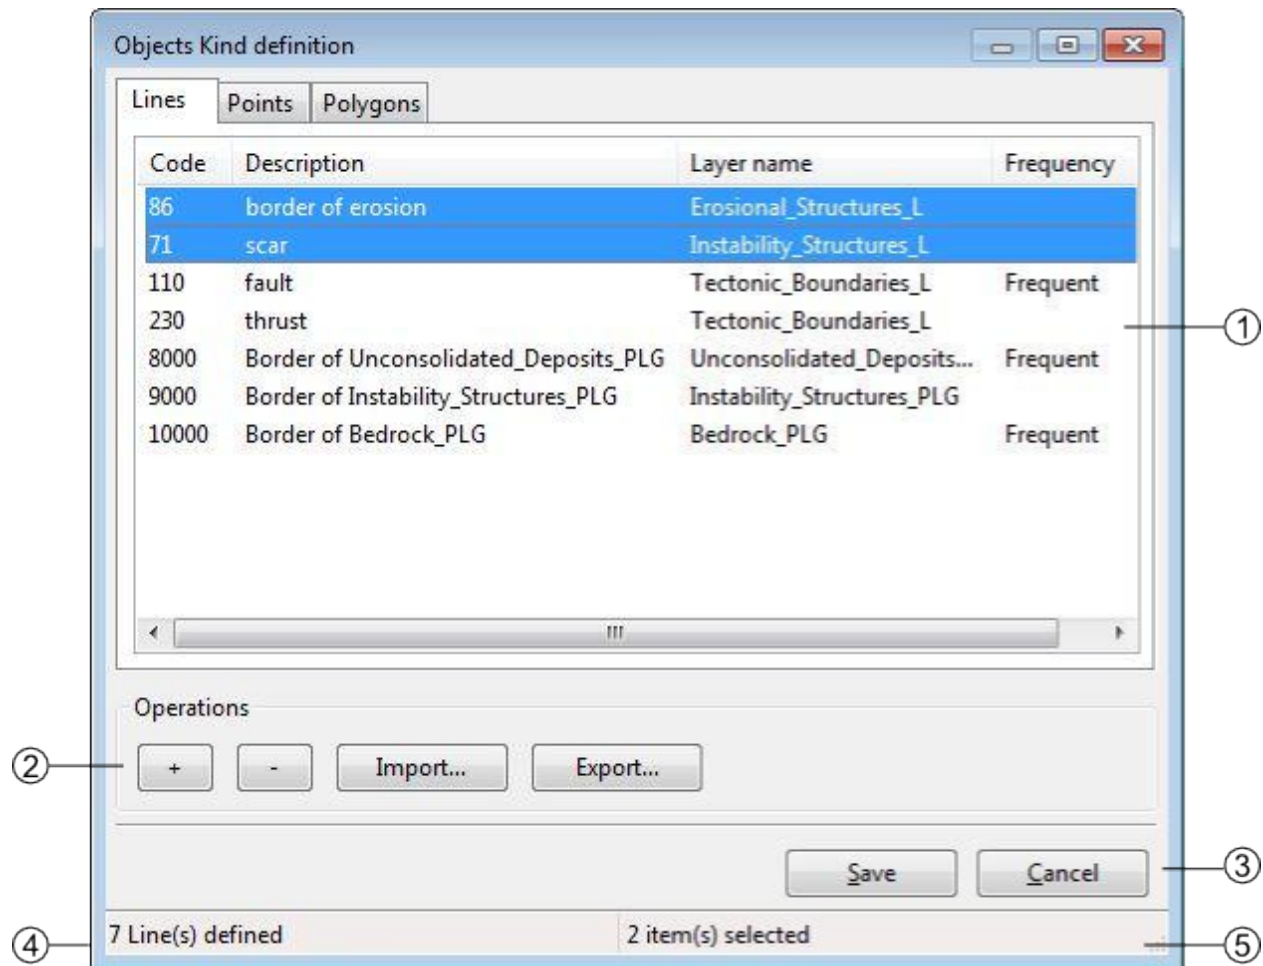 Objects Kind definition
Lines Points Polygons
Code Description Layer name Frequency
86 border of erosion Erosional_Structures_L
71 scar Instability_Structures_L
110 fault Tectonic_Boundaries_L Frequent
230 thrust Tectonic_Boundaries_L
1
8000 Border of Unconsolidated_Deposits_PLG Unconsolidated_Deposits... Frequent
9000 Border of Instability_Structures_PLG Instability_Structures_PLG
10000 Border of Bedrock_PLG Bedrock_PLG Frequent
Operations
2 + - Import... Export...
Save Cancel 3
4 7 Line(s) defined 2 item(s) selected 5